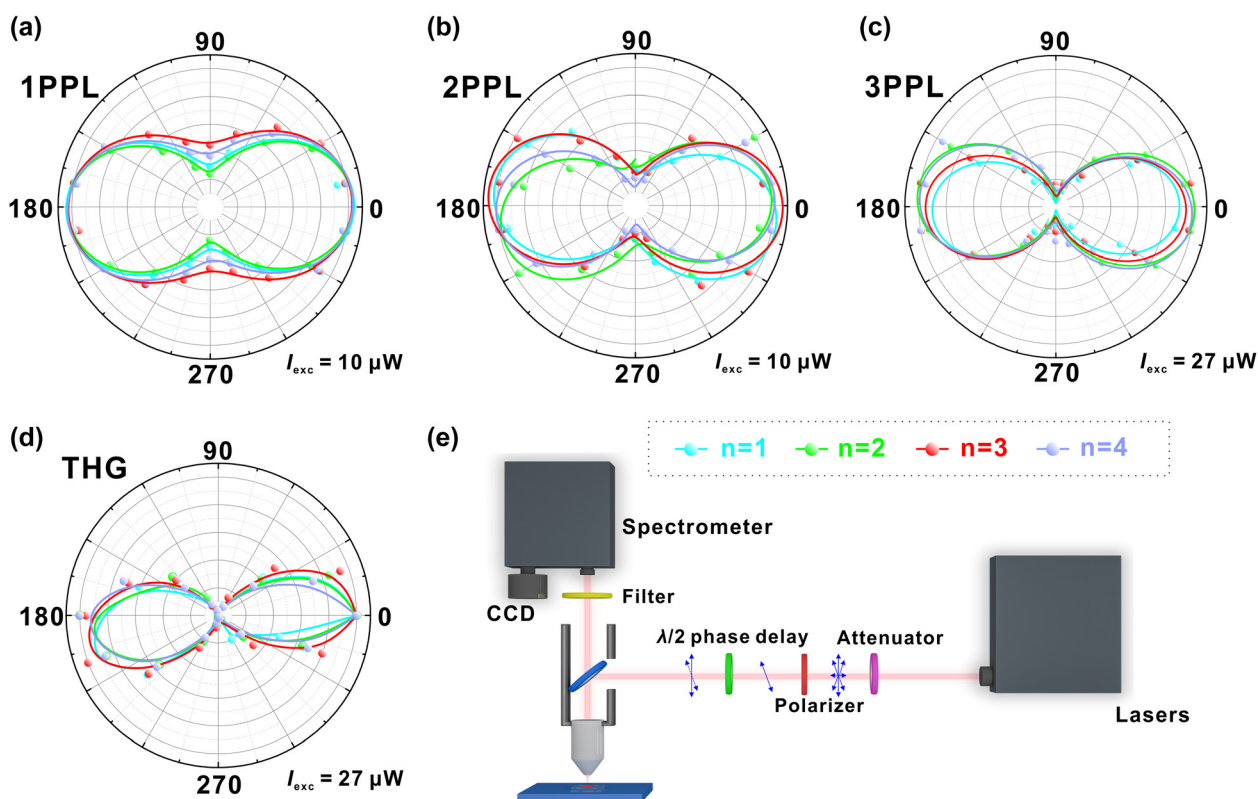 (a)
90
1PPL
180
0
270
Iexc = 10 μW
(b)
90
2PPL
180
0
270
Iexc = 10 μW
(c)
90
3PPL
180
0
270
Iexc = 27 μW
(d)
90
THG
180
0
270
Iexc = 27 μW
(e)
n=1 n=2 n=3 n=4
Spectrometer
CCD
Filter
λ/2 phase delay
Attenuator
Polarizer
Lasers